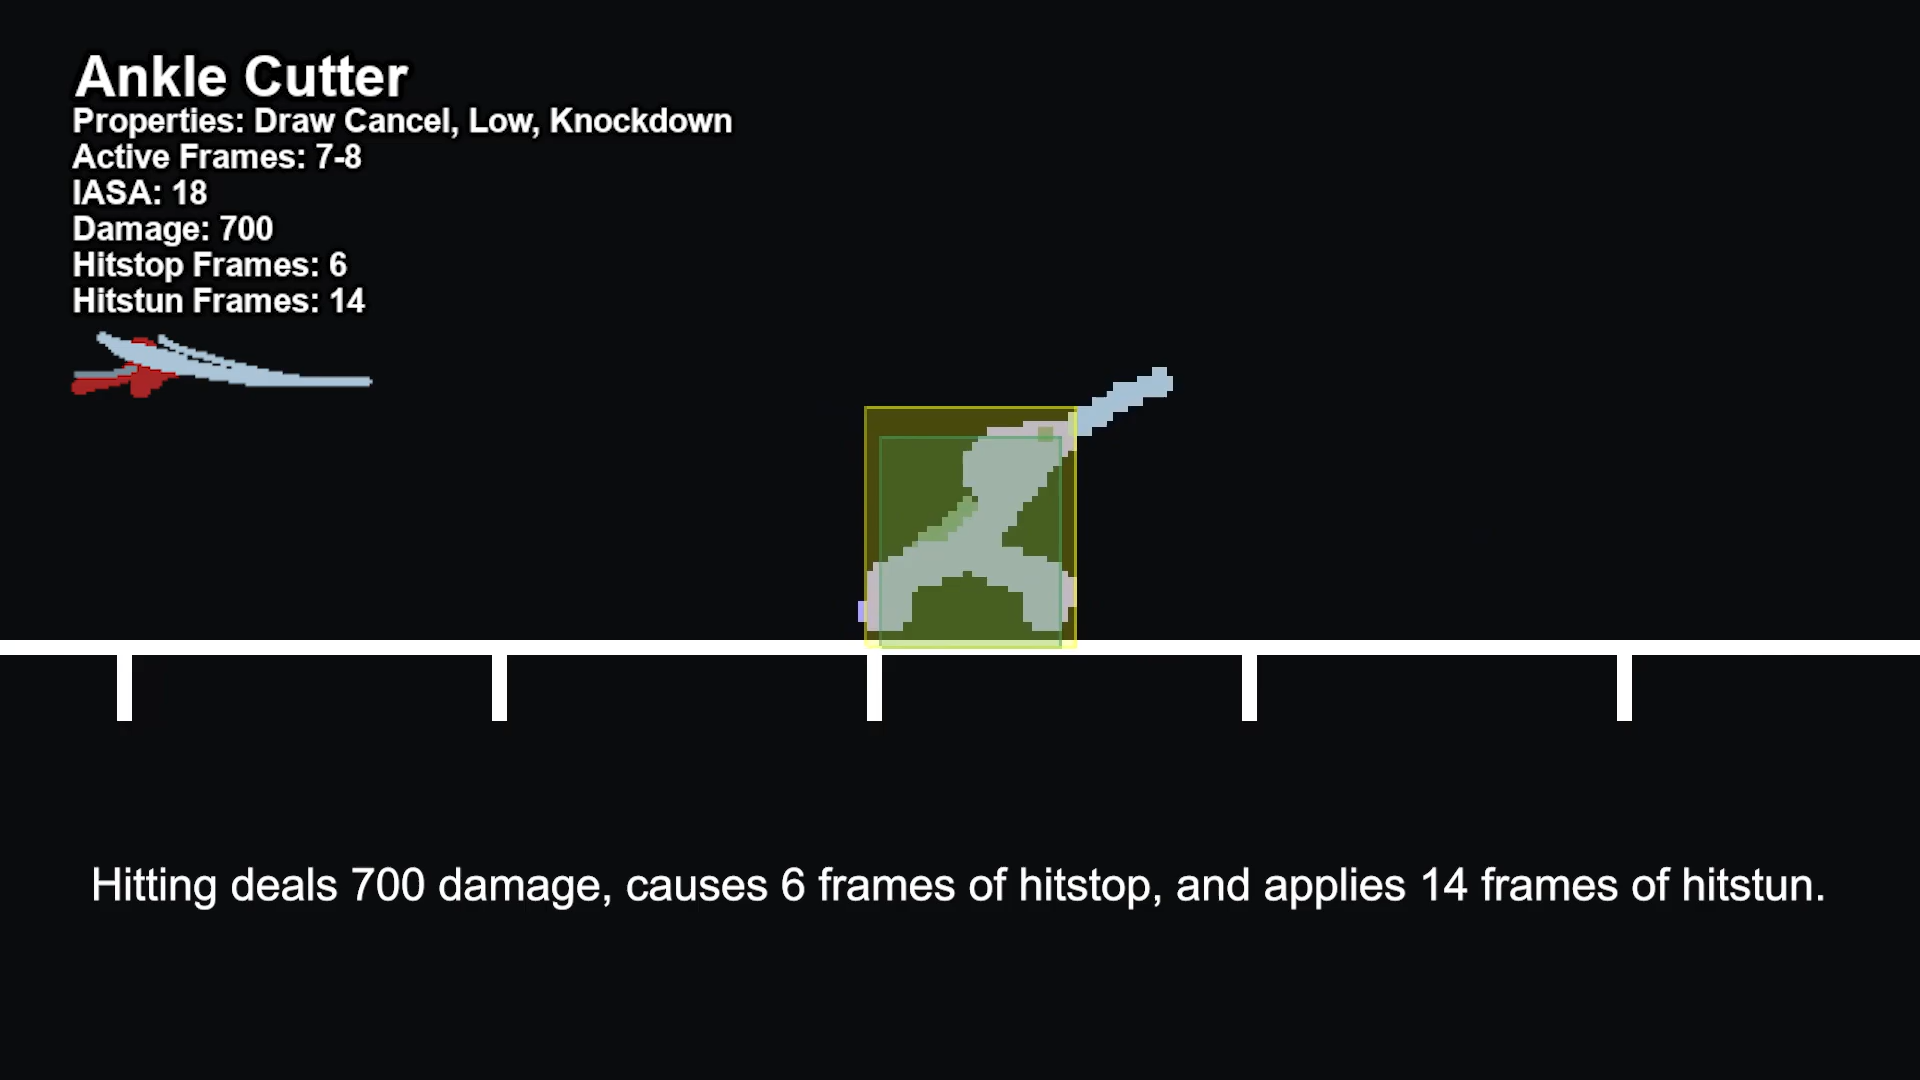 Ankle Cutter
Properties: Draw Cancel, Low, Knockdown
Active Frames: 7-8
IASA: 18
Damage: 700
Hitstop Frames: 6
Hitstun Frames: 14
Hitting deals 700 damage, causes 6 frames of hitstop, and applies 14 frames of hitstun.